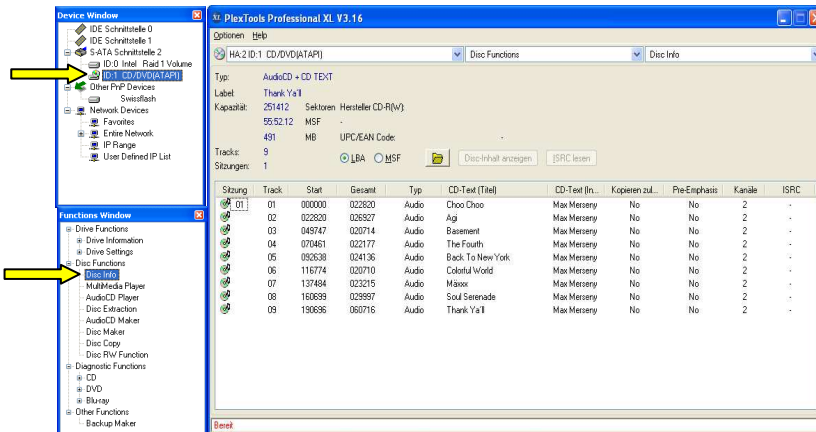 Device Window
IDE Schnittstelle 0
IDE Schnittstelle 1
S-ATA Schnittstelle 2
ID:0 Intel Raid 1 Volume
ID:1 CD/DVD(ATAPI)
Other PnP Devices
Swissflash
Network Devices
Favorites
Entire Network
IP Range
User Defined IP List
Functions Window
Drive Functions
Drive Information
Drive Settings
Disc Functions
Disc Info
MultiMedia Player
AudioCD Player
Disc Extraction
AudioCD Maker
Disc Maker
Disc Copy
Disc RW Function
Diagnostic Functions
CD
DVD
Blu-ray
Other Functions
Backup Maker
XL PlexTools Professional XL V3.16
Optionen Help
HA:2 ID:1 CD/DVD(ATAPI) Disc Functions Disc Info
Typ: AudioCD + CD TEXT
Label: Thank Ya'll
Kapazität: 251412 Sektoren Hersteller CD-R(W):
55:52.12 MSF -
491 MB UPC/EAN Code: -
Tracks: 9
LBA MSF Disc-Inhalt anzeigen ISRC lesen
Sitzungen: 1
Sitzung Track Start Gesamt Typ CD-Text (Titel) CD-Text (In... Kopieren zul... Pre-Emphasis Kanäle ISRC
01 01 000000 022820 Audio Choo Choo Max Merseny No No 2 -
02 022820 026927 Audio Agi Max Merseny No No 2 -
03 049747 020714 Audio Basement Max Merseny No No 2 -
04 070461 022177 Audio The Fourth Max Merseny No No 2 -
05 092638 024136 Audio Back To New York Max Merseny No No 2 -
06 116774 020710 Audio Colorful World Max Merseny No No 2 -
07 137484 023215 Audio Mäxxx Max Merseny No No 2 -
08 160699 029997 Audio Soul Serenade Max Merseny No No 2 -
09 190696 060716 Audio Thank Ya'll Max Merseny No No 2 -
Bereit